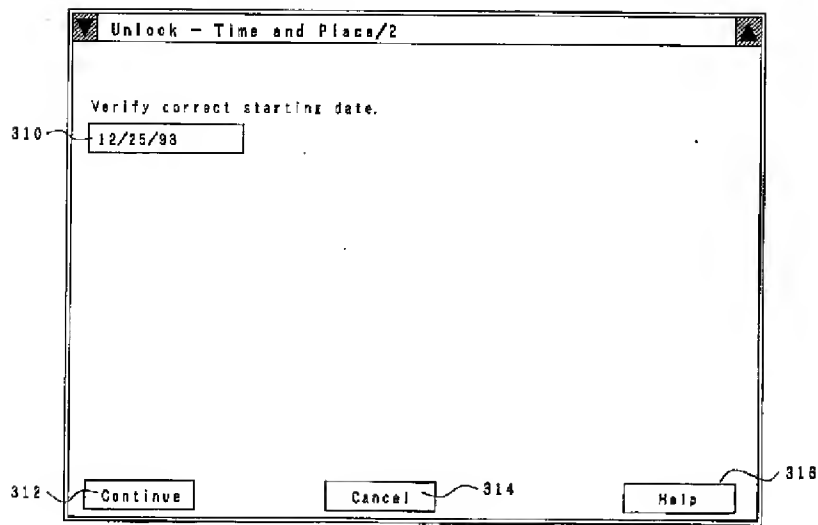 Unlock – Time and Place/2
Verify correct starting date.
310
12/25/93
312
Continue
Cancel
314
Help
316